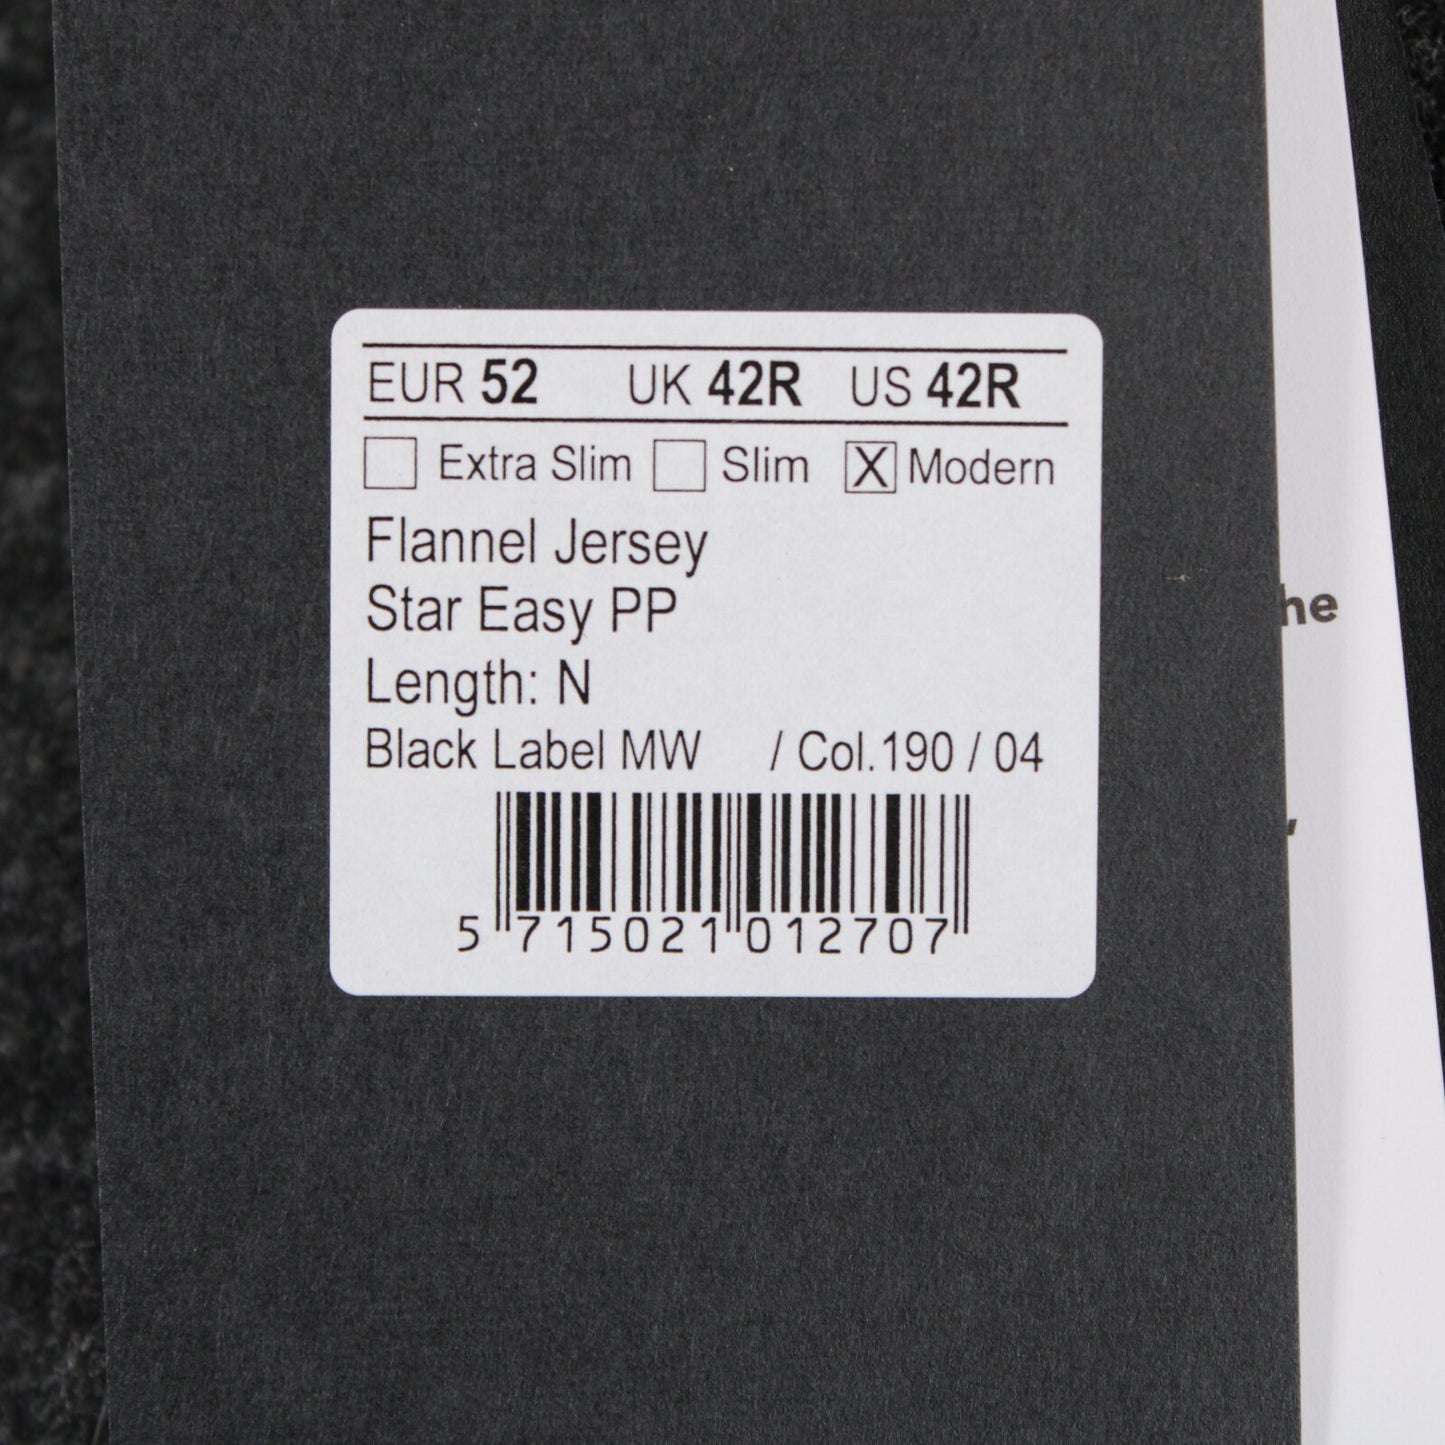 EUR 52 UK 42R US 42R
Extra Slim Slim X Modern
Flannel Jersey
Star Easy PP
Length: N
Black Label MW / Col.190 / 04
5 715021 012707